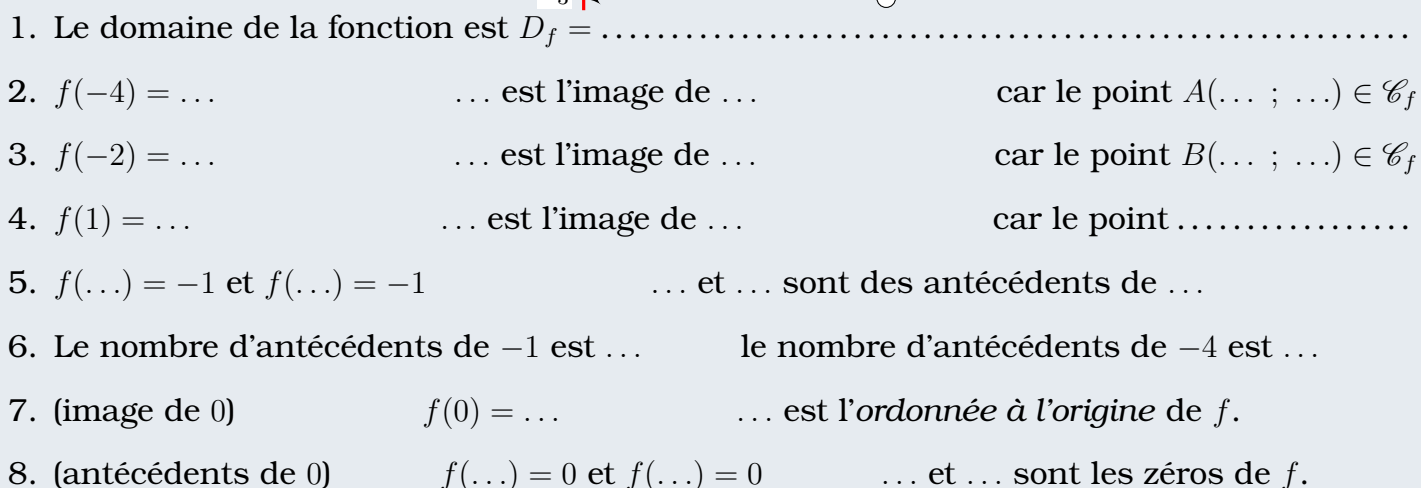 1. Le domaine de la fonction est D_f = ............................................................
2. f(−4) = ... ... est l'image de ... car le point A(... ; ...) ∈ 𝒞_f
3. f(−2) = ... ... est l'image de ... car le point B(... ; ...) ∈ 𝒞_f
4. f(1) = ... ... est l'image de ... car le point .................
5. f(...) = −1 et f(...) = −1 ... et ... sont des antécédents de ...
6. Le nombre d'antécédents de −1 est ... le nombre d'antécédents de −4 est ...
7. (image de 0) f(0) = ... ... est l'ordonnée à l'origine de f.
8. (antécédents de 0) f(...) = 0 et f(...) = 0 ... et ... sont les zéros de f.